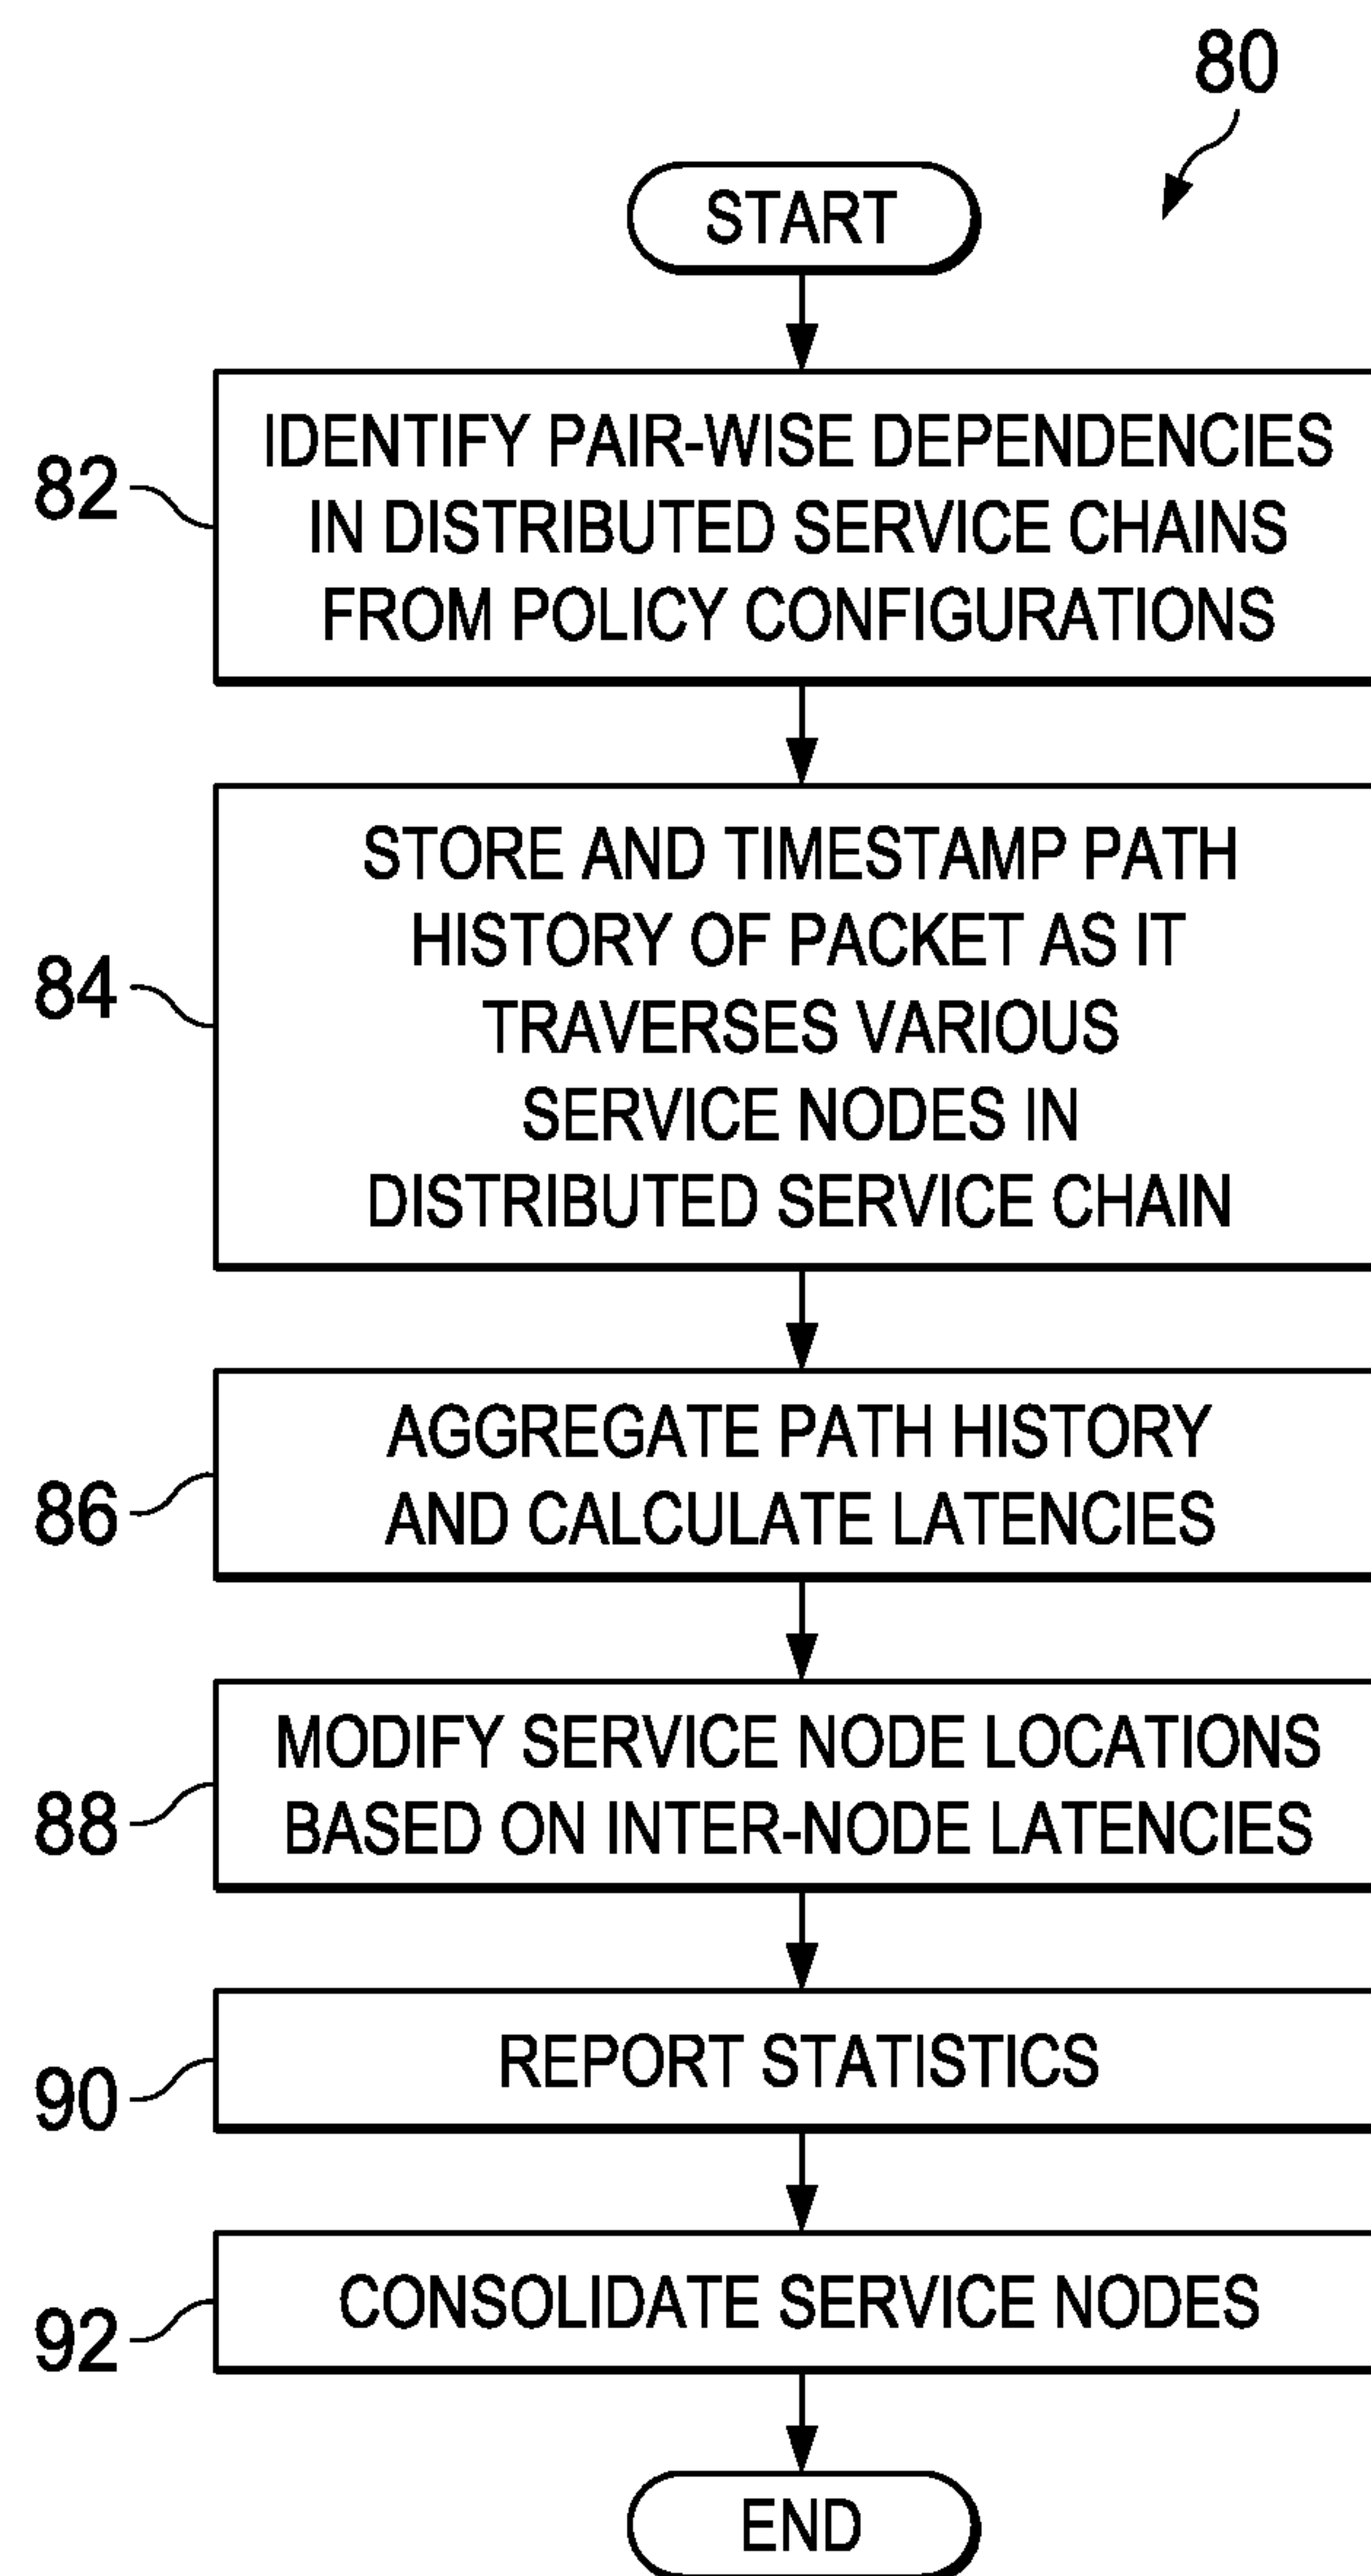 80
START
82
IDENTIFY PAIR-WISE DEPENDENCIES
IN DISTRIBUTED SERVICE CHAINS
FROM POLICY CONFIGURATIONS
84
STORE AND TIMESTAMP PATH
HISTORY OF PACKET AS IT
TRAVERSES VARIOUS
SERVICE NODES IN
DISTRIBUTED SERVICE CHAIN
86
AGGREGATE PATH HISTORY
AND CALCULATE LATENCIES
88
MODIFY SERVICE NODE LOCATIONS
BASED ON INTER-NODE LATENCIES
90
REPORT STATISTICS
92
CONSOLIDATE SERVICE NODES
END